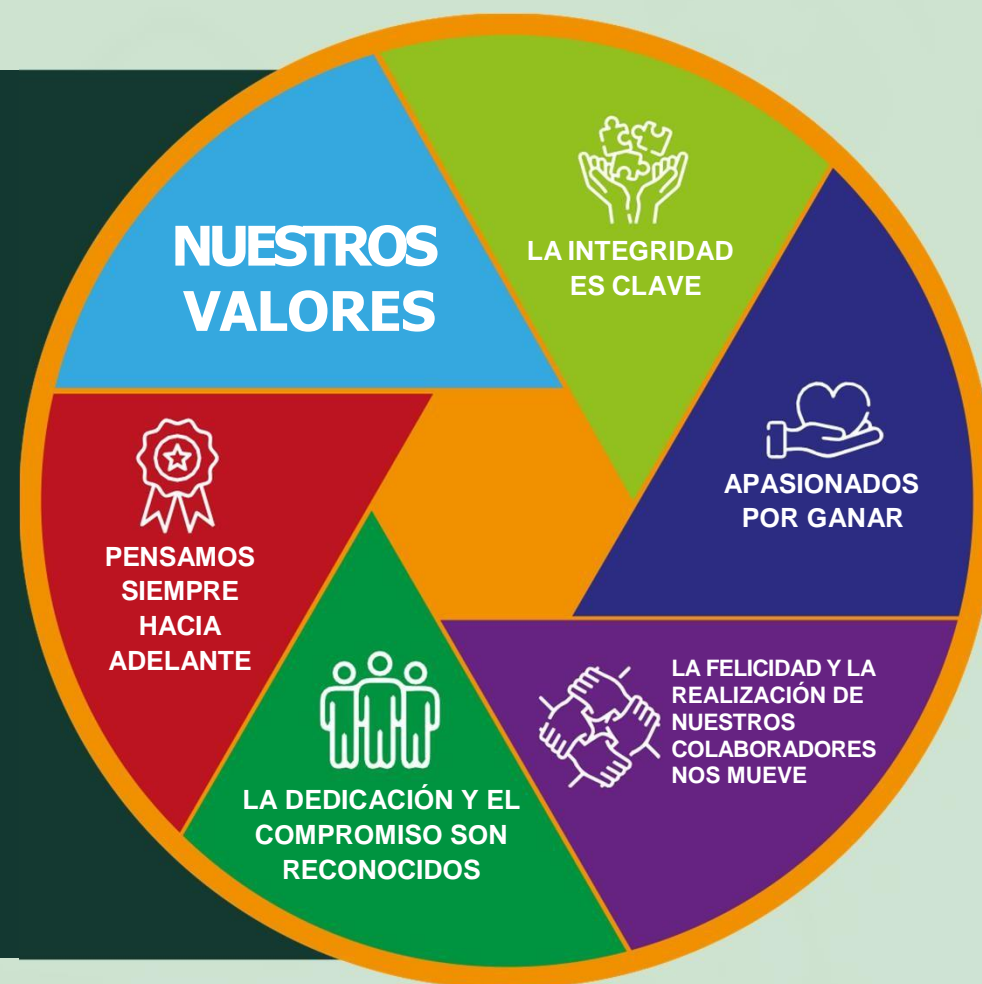 NUESTROS
VALORES
LA INTEGRIDAD
ES CLAVE
APASIONADOS
POR GANAR
LA FELICIDAD Y LA
REALIZACIÓN DE
NUESTROS
COLABORADORES
NOS MUEVE
LA DEDICACIÓN Y EL
COMPROMISO SON
RECONOCIDOS
PENSAMOS
SIEMPRE
HACIA
ADELANTE